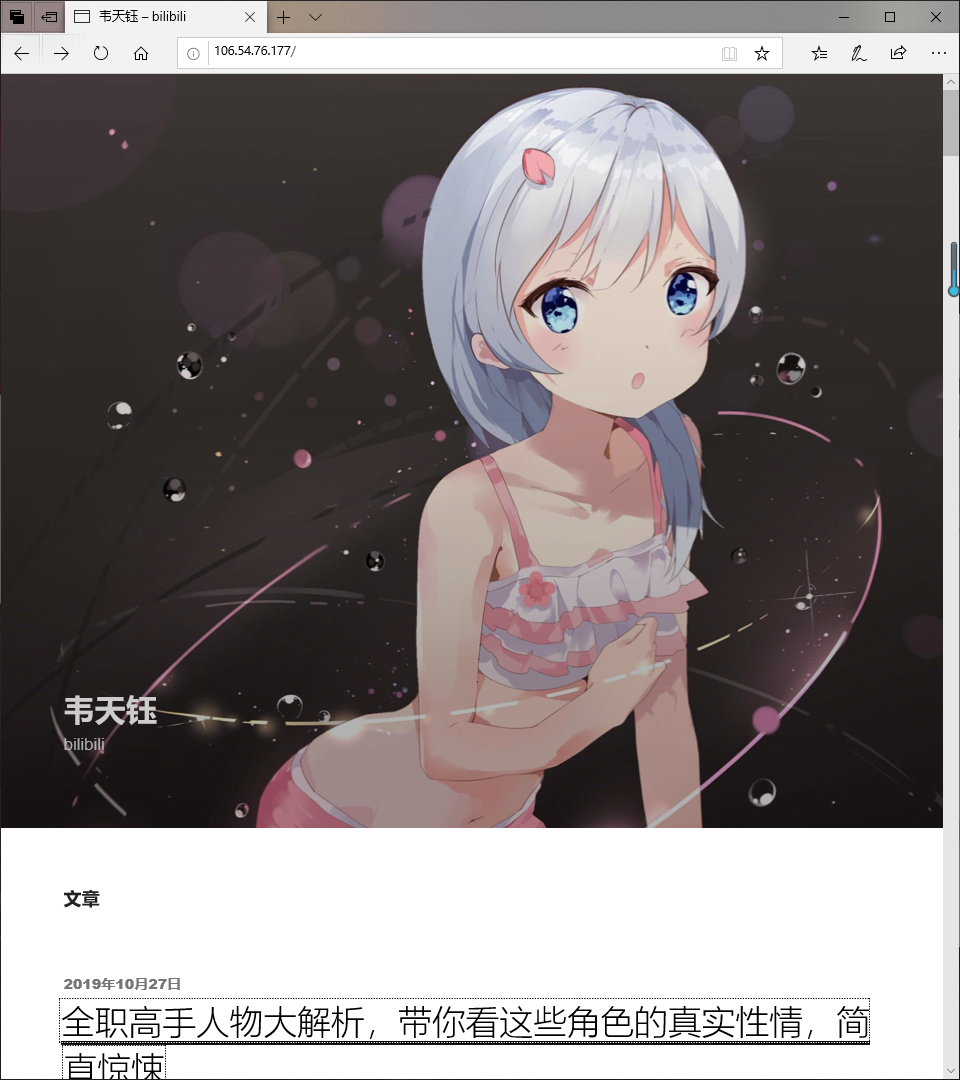 韦天钰 – bilibili
106.54.76.177/
韦天钰
bilibili
文章
2019年10月27日
全职高手人物大解析，带你看这些角色的真实性情，简
直惊悚